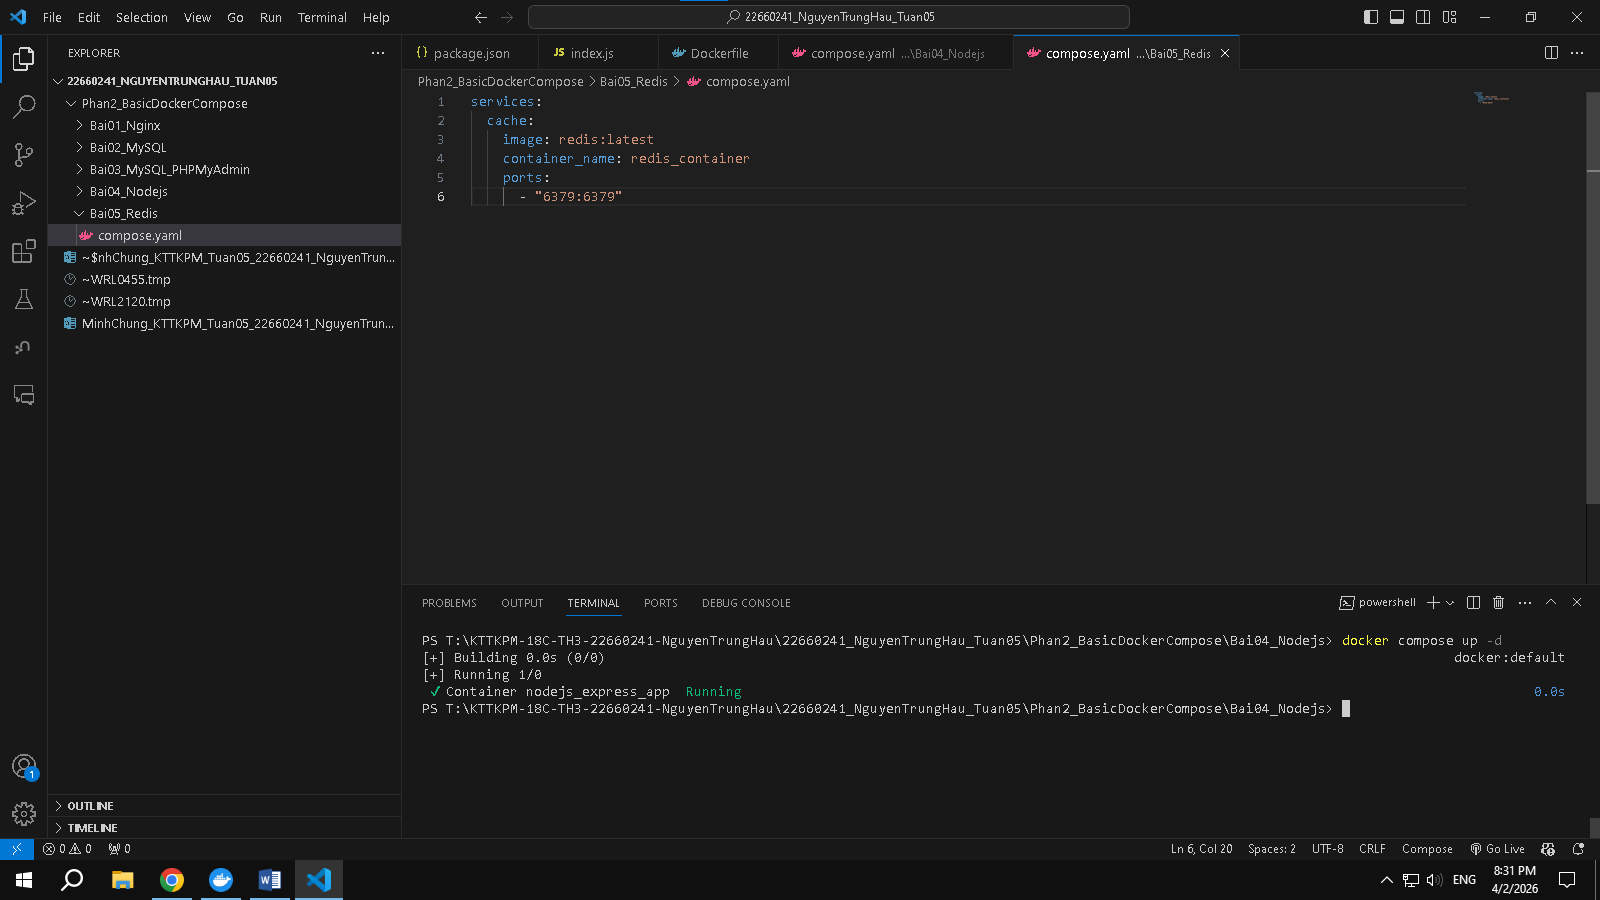 File Edit Selection View Go Run Terminal Help
22660241_NguyenTrungHau_Tuan05
EXPLORER
22660241_NGUYENTRUNGHAU_TUAN05
Phan2_BasicDockerCompose
Bai01_Nginx
Bai02_MySQL
Bai03_MySQL_PHPMyAdmin
Bai04_Nodejs
Bai05_Redis
compose.yaml
~$nhChung_KTTKPM_Tuan05_22660241_NguyenTrun...
~WRL0455.tmp
~WRL2120.tmp
MinhChung_KTTKPM_Tuan05_22660241_NguyenTrun...
OUTLINE
TIMELINE
{} package.json
JS index.js
Dockerfile
compose.yaml ...\Bai04_Nodejs
compose.yaml ...\Bai05_Redis
Phan2_BasicDockerCompose > Bai05_Redis > compose.yaml
1 services:
2 cache:
3 image: redis:latest
4 container_name: redis_container
5 ports:
6 - "6379:6379"
PROBLEMS OUTPUT TERMINAL PORTS DEBUG CONSOLE
powershell
PS T:\KTTKPM-18C-TH3-22660241-NguyenTrungHau\22660241_NguyenTrungHau_Tuan05\Phan2_BasicDockerCompose\Bai04_Nodejs> docker compose up -d
[+] Building 0.0s (0/0) docker:default
[+] Running 1/0
✓ Container nodejs_express_app Running 0.0s
PS T:\KTTKPM-18C-TH3-22660241-NguyenTrungHau\22660241_NguyenTrungHau_Tuan05\Phan2_BasicDockerCompose\Bai04_Nodejs>
1
0 0 0
Ln 6, Col 20 Spaces: 2 UTF-8 CRLF Compose Go Live
ENG
8:31 PM
4/2/2026